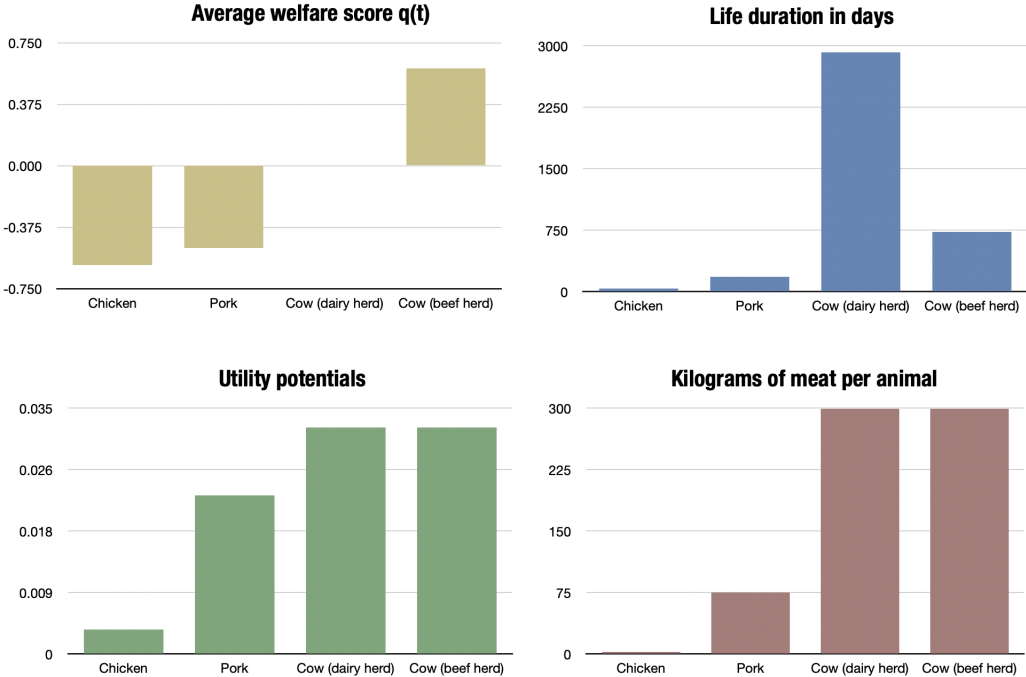 Average welfare score q(t)
0.750
0.375
0.000
-0.375
-0.750
Chicken Pork Cow (dairy herd) Cow (beef herd)
Life duration in days
3000
2250
1500
750
0
Chicken Pork Cow (dairy herd) Cow (beef herd)
Utility potentials
0.035
0.026
0.018
0.009
0
Chicken Pork Cow (dairy herd) Cow (beef herd)
Kilograms of meat per animal
300
225
150
75
0
Chicken Pork Cow (dairy herd) Cow (beef herd)